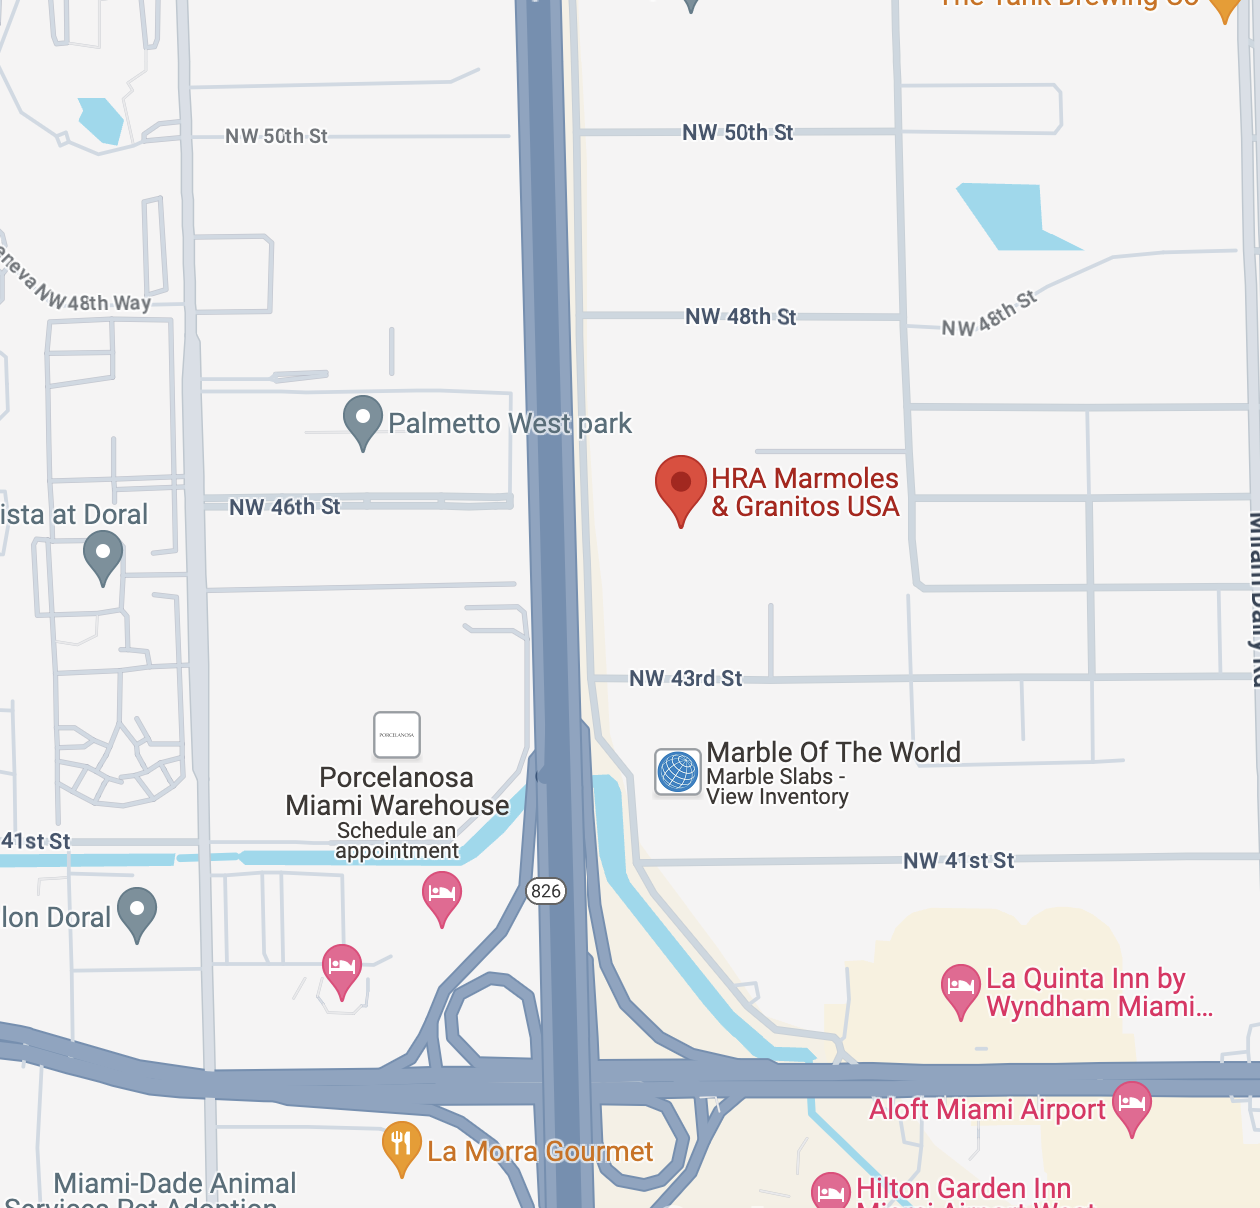 The Tank Brewing Co
NW 50th St
NW 50th St
eneva NW 48th Way
NW 48th St
NW 48th St
Palmetto West park
HRA Marmoles
& Granitos USA
NW 46th St
ista at Doral
Milam Dairy Rd
NW 43rd St
PORCELANOSA
Porcelanosa
Miami Warehouse
Schedule an
appointment
Marble Of The World
Marble Slabs -
View Inventory
41st St
NW 41st St
826
lon Doral
La Quinta Inn by
Wyndham Miami...
Aloft Miami Airport
La Morra Gourmet
Miami-Dade Animal
Services Pet Adoption
Hilton Garden Inn
Miami Airport West